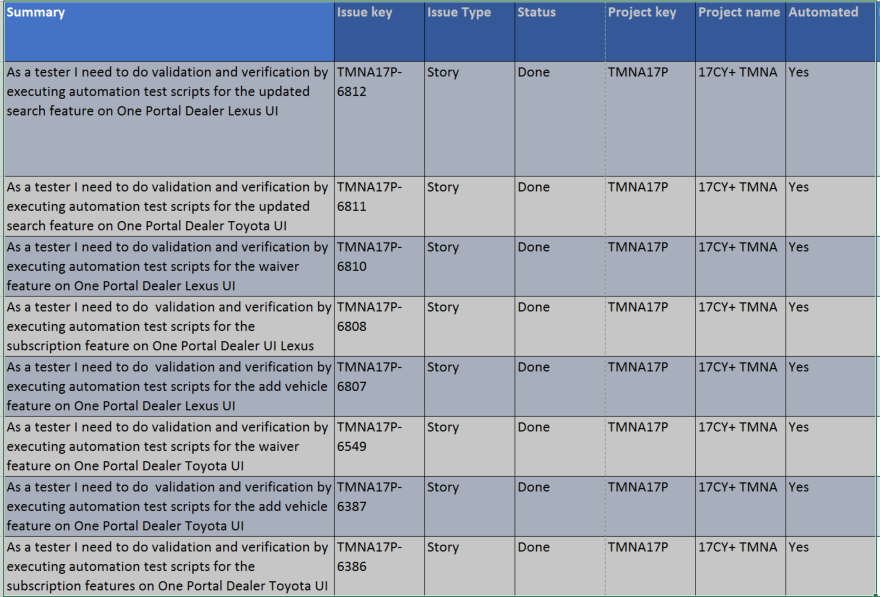 Summary Issue key Issue Type Status Project key Project name Automated
As a tester I need to do validation and verification by TMNA17P- Story Done TMNA17P 17CY+ TMNA Yes
executing automation test scripts for the updated 6812
search feature on One Portal Dealer Lexus UI
As a tester I need to do validation and verification by TMNA17P- Story Done TMNA17P 17CY+ TMNA Yes
executing automation test scripts for the updated 6811
search feature on One Portal Dealer Toyota UI
As a tester I need to do validation and verification by TMNA17P- Story Done TMNA17P 17CY+ TMNA Yes
executing automation test scripts for the waiver 6810
feature on One Portal Dealer Lexus UI
As a tester I need to do  validation and verification by TMNA17P- Story Done TMNA17P 17CY+ TMNA Yes
executing automation test scripts for the 6808
subscription feature on One Portal Dealer UI Lexus
As a tester I need to do  validation and verification by TMNA17P- Story Done TMNA17P 17CY+ TMNA Yes
executing automation test scripts for the add vehicle 6807
feature on One Portal Dealer Lexus UI
As a tester I need to do validation and verification by TMNA17P- Story Done TMNA17P 17CY+ TMNA Yes
executing automation test scripts for the waiver 6549
feature on One Portal Dealer Toyota UI
As a tester I need to do  validation and verification by TMNA17P- Story Done TMNA17P 17CY+ TMNA Yes
executing automation test scripts for the add vehicle 6387
feature on One Portal Dealer Toyota UI
As a tester I need to do validation and verification by TMNA17P- Story Done TMNA17P 17CY+ TMNA Yes
executing automation test scripts for the 6386
subscription features on One Portal Dealer Toyota UI